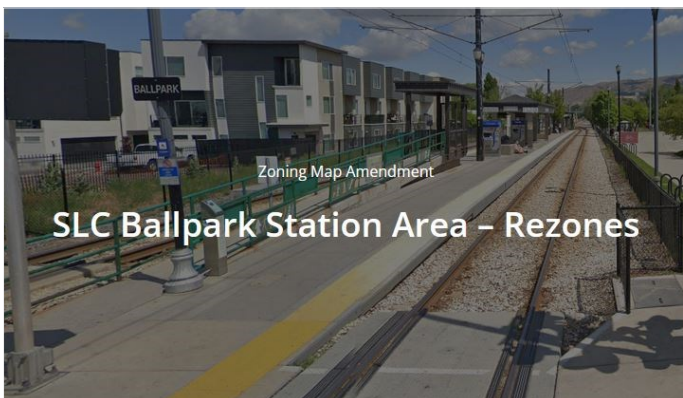 BALLPARK
Zoning Map Amendment
SLC Ballpark Station Area – Rezones